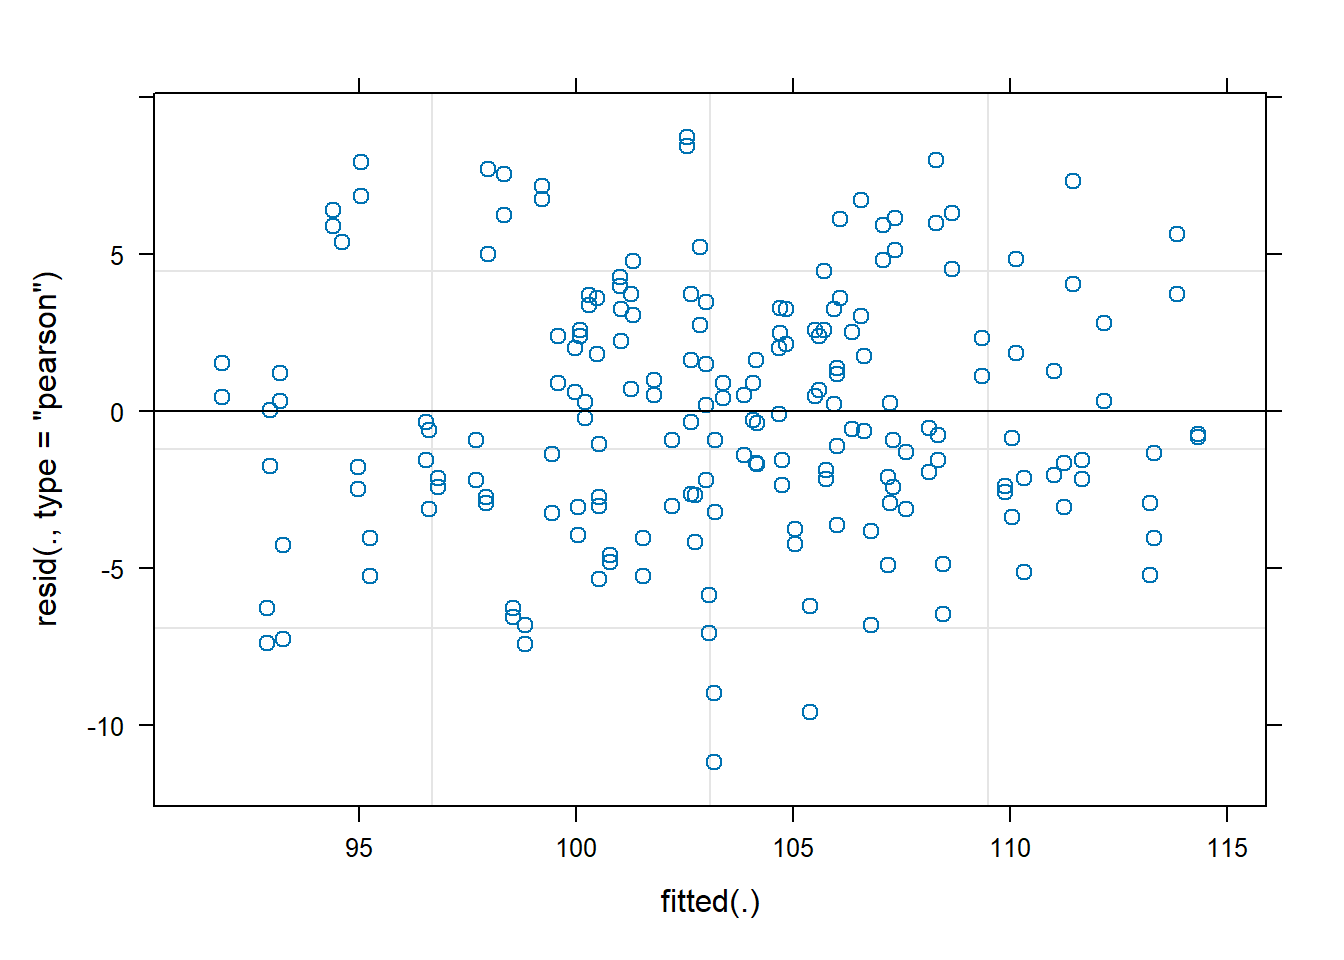 resid(., type = "pearson")
5
0
-5
-10
95 100 105 110 115
fitted(.)